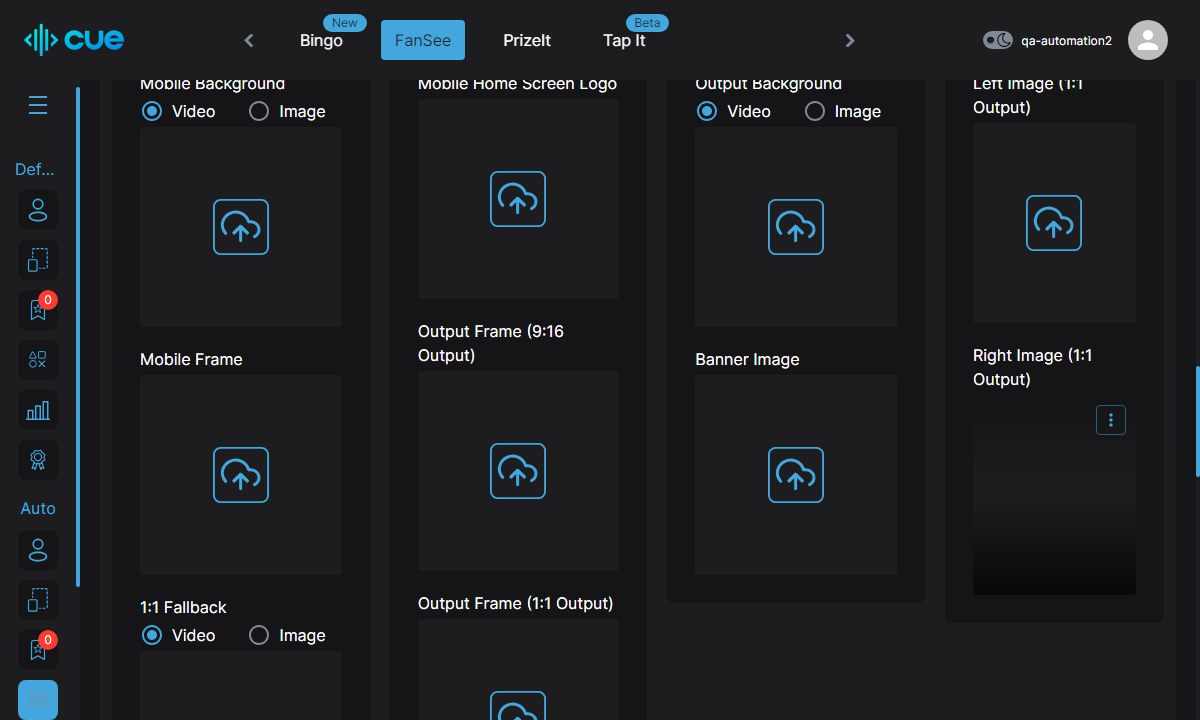 cue
Bingo
New
FanSee
PrizeIt
Tap It
Beta
qa-automation2
Def...
0
Auto
0
Mobile Background
Video
Image
Mobile Frame
1:1 Fallback
Video
Image
Mobile Home Screen Logo
Output Frame (9:16
Output)
Output Frame (1:1 Output)
Output Background
Video
Image
Banner Image
Left Image (1:1
Output)
Right Image (1:1
Output)